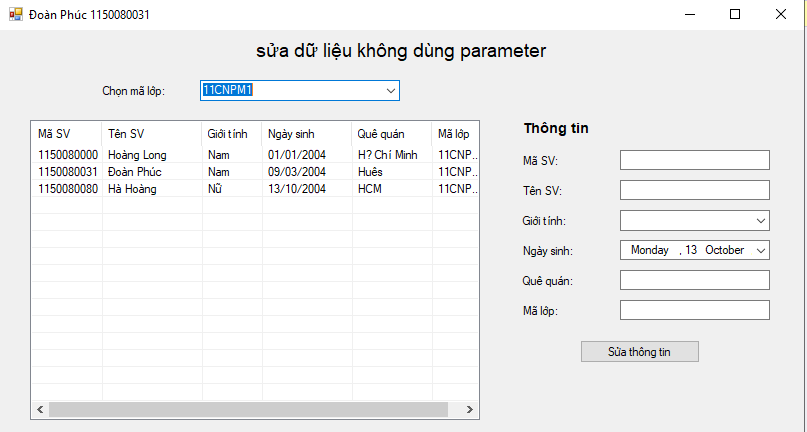 Đoàn Phúc 1150080031
sửa dữ liệu không dùng parameter
Chọn mã lớp: 11CNPM1
Mã SV Tên SV Giới tính Ngày sinh Quê quán Mã lớp
1150080000 Hoàng Long Nam 01/01/2004 H? Chí Minh 11CNP...
1150080031 Đoàn Phúc Nam 09/03/2004 Huês 11CNP...
1150080080 Hà Hoàng Nữ 13/10/2004 HCM 11CNP...
Thông tin
Mã SV:
Tên SV:
Giới tính:
Ngày sinh: Monday , 13 October
Quê quán:
Mã lớp:
Sửa thông tin